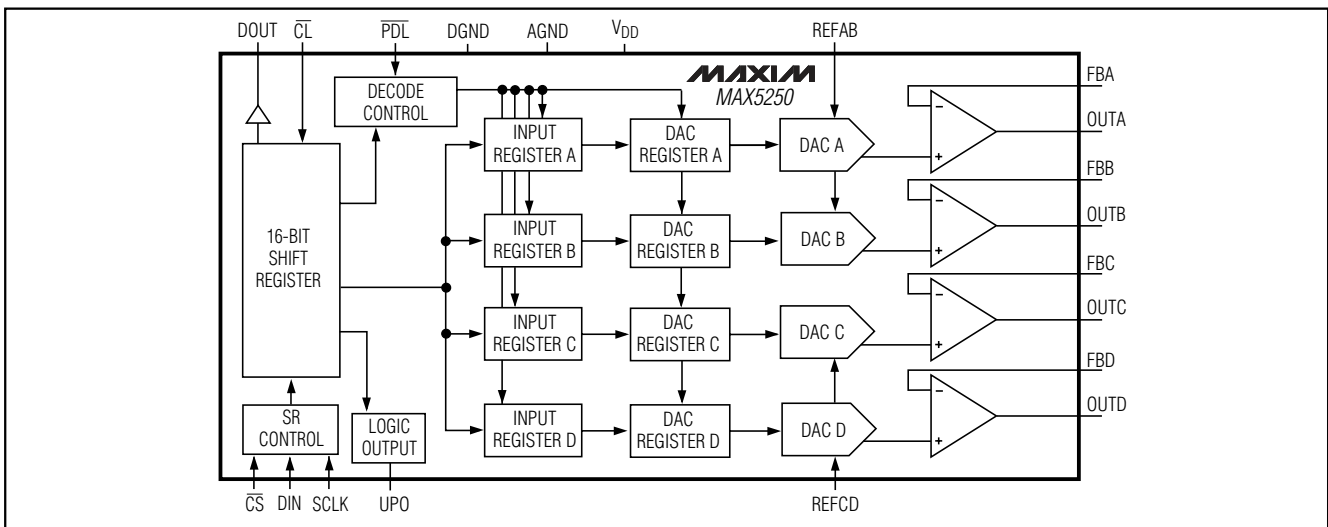 DOUT CL PDL DGND AGND VDD REFAB
MAXIM
MAX5250
DECODE
CONTROL
16-BIT
SHIFT
REGISTER
SR
CONTROL
LOGIC
OUTPUT
INPUT
REGISTER A
DAC
REGISTER A
DAC A
- 
+
FBA
OUTA
INPUT
REGISTER B
DAC
REGISTER B
DAC B
-
+
FBB
OUTB
INPUT
REGISTER C
DAC
REGISTER C
DAC C
-
+
FBC
OUTC
INPUT
REGISTER D
DAC
REGISTER D
DAC D
-
+
FBD
OUTD
CS DIN SCLK UPO REFCD